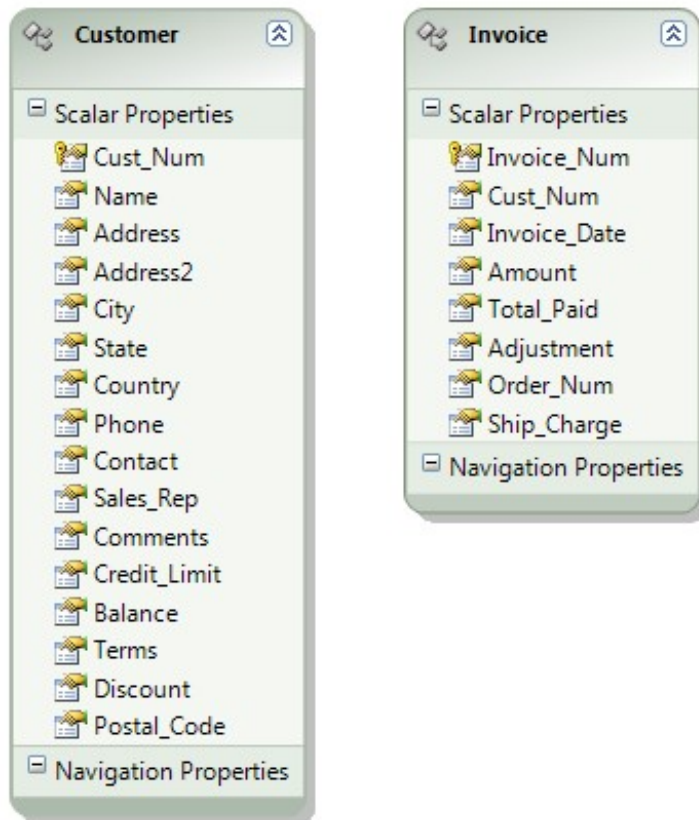 Customer
Scalar Properties
Cust_Num
Name
Address
Address2
City
State
Country
Phone
Contact
Sales_Rep
Comments
Credit_Limit
Balance
Terms
Discount
Postal_Code
Navigation Properties
Invoice
Scalar Properties
Invoice_Num
Cust_Num
Invoice_Date
Amount
Total_Paid
Adjustment
Order_Num
Ship_Charge
Navigation Properties